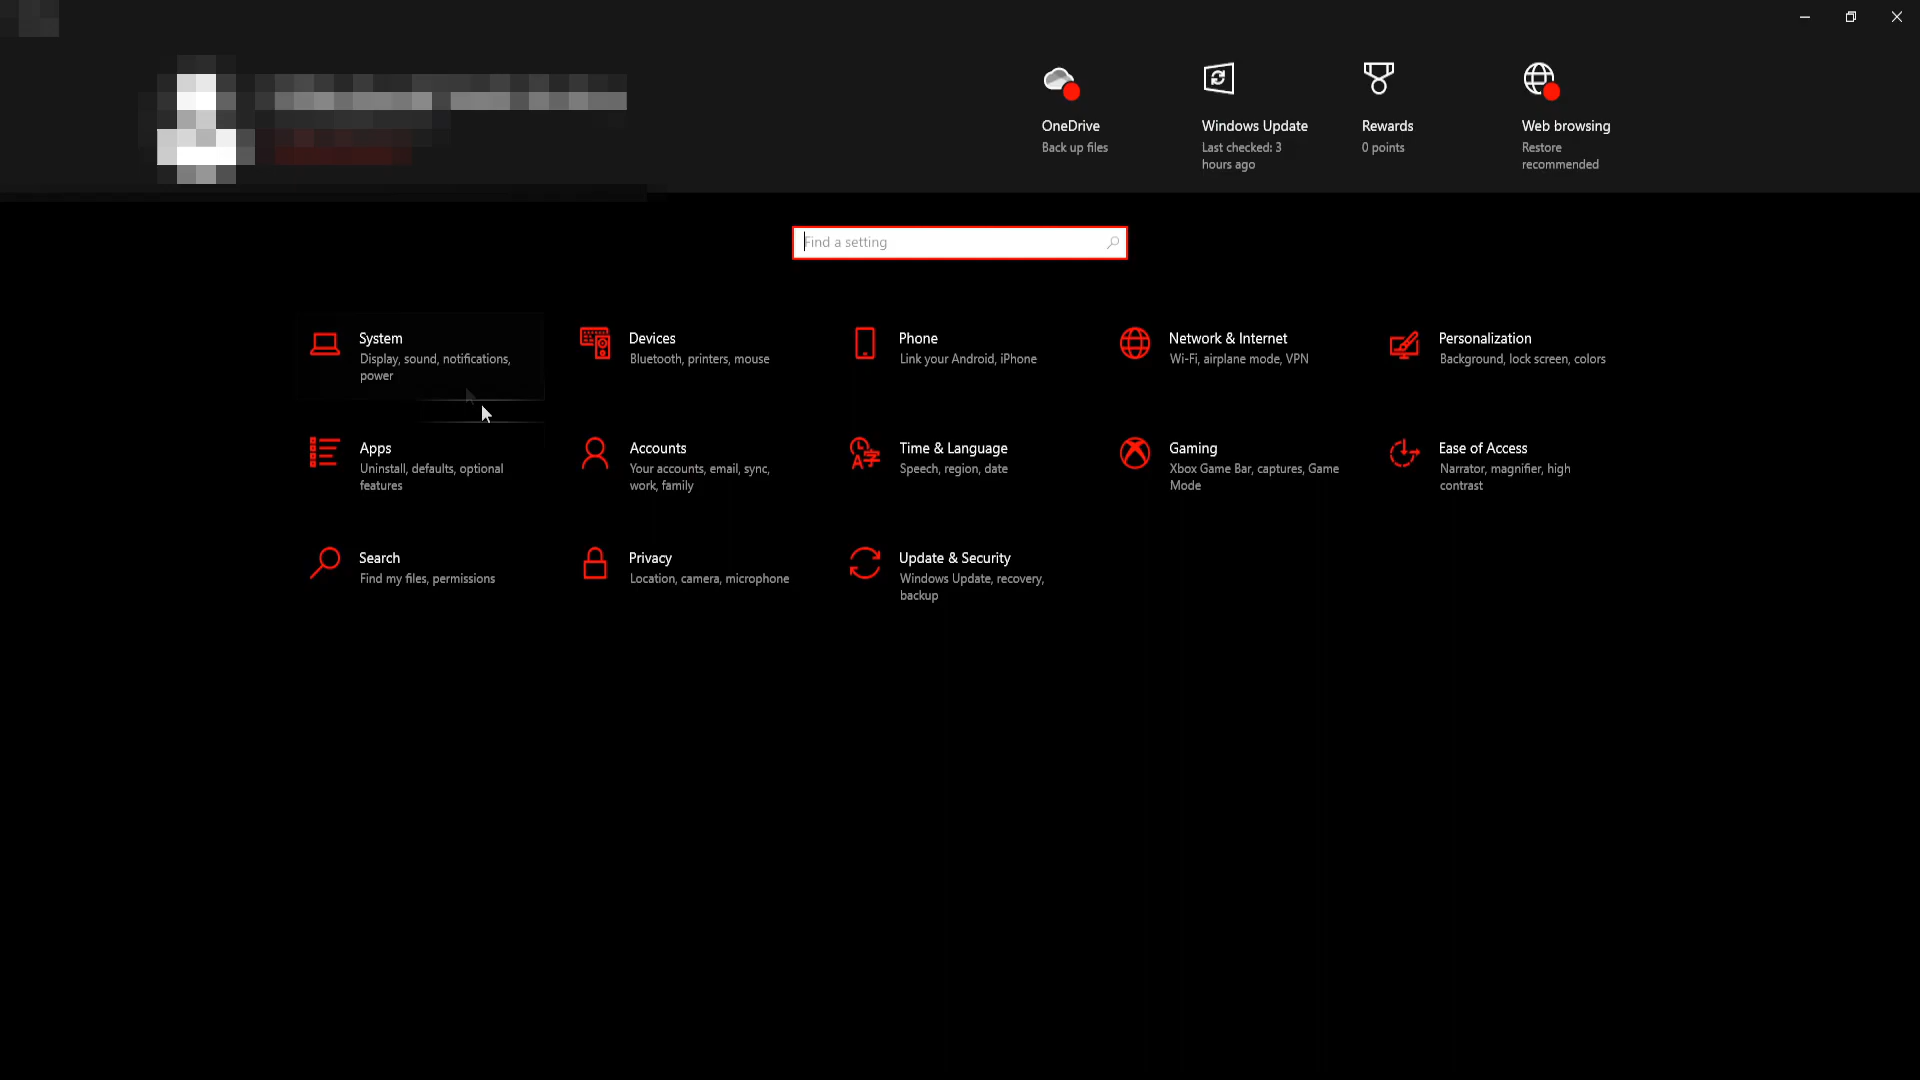 OneDrive
Back up files
Windows Update
Last checked: 3
hours ago
Rewards
0 points
Web browsing
Restore
recommended
Find a setting
System
Display, sound, notifications,
power
Devices
Bluetooth, printers, mouse
Phone
Link your Android, iPhone
Network & Internet
Wi-Fi, airplane mode, VPN
Personalization
Background, lock screen, colors
Apps
Uninstall, defaults, optional
features
Accounts
Your accounts, email, sync,
work, family
Time & Language
Speech, region, date
Gaming
Xbox Game Bar, captures, Game
Mode
Ease of Access
Narrator, magnifier, high
contrast
Search
Find my files, permissions
Privacy
Location, camera, microphone
Update & Security
Windows Update, recovery,
backup